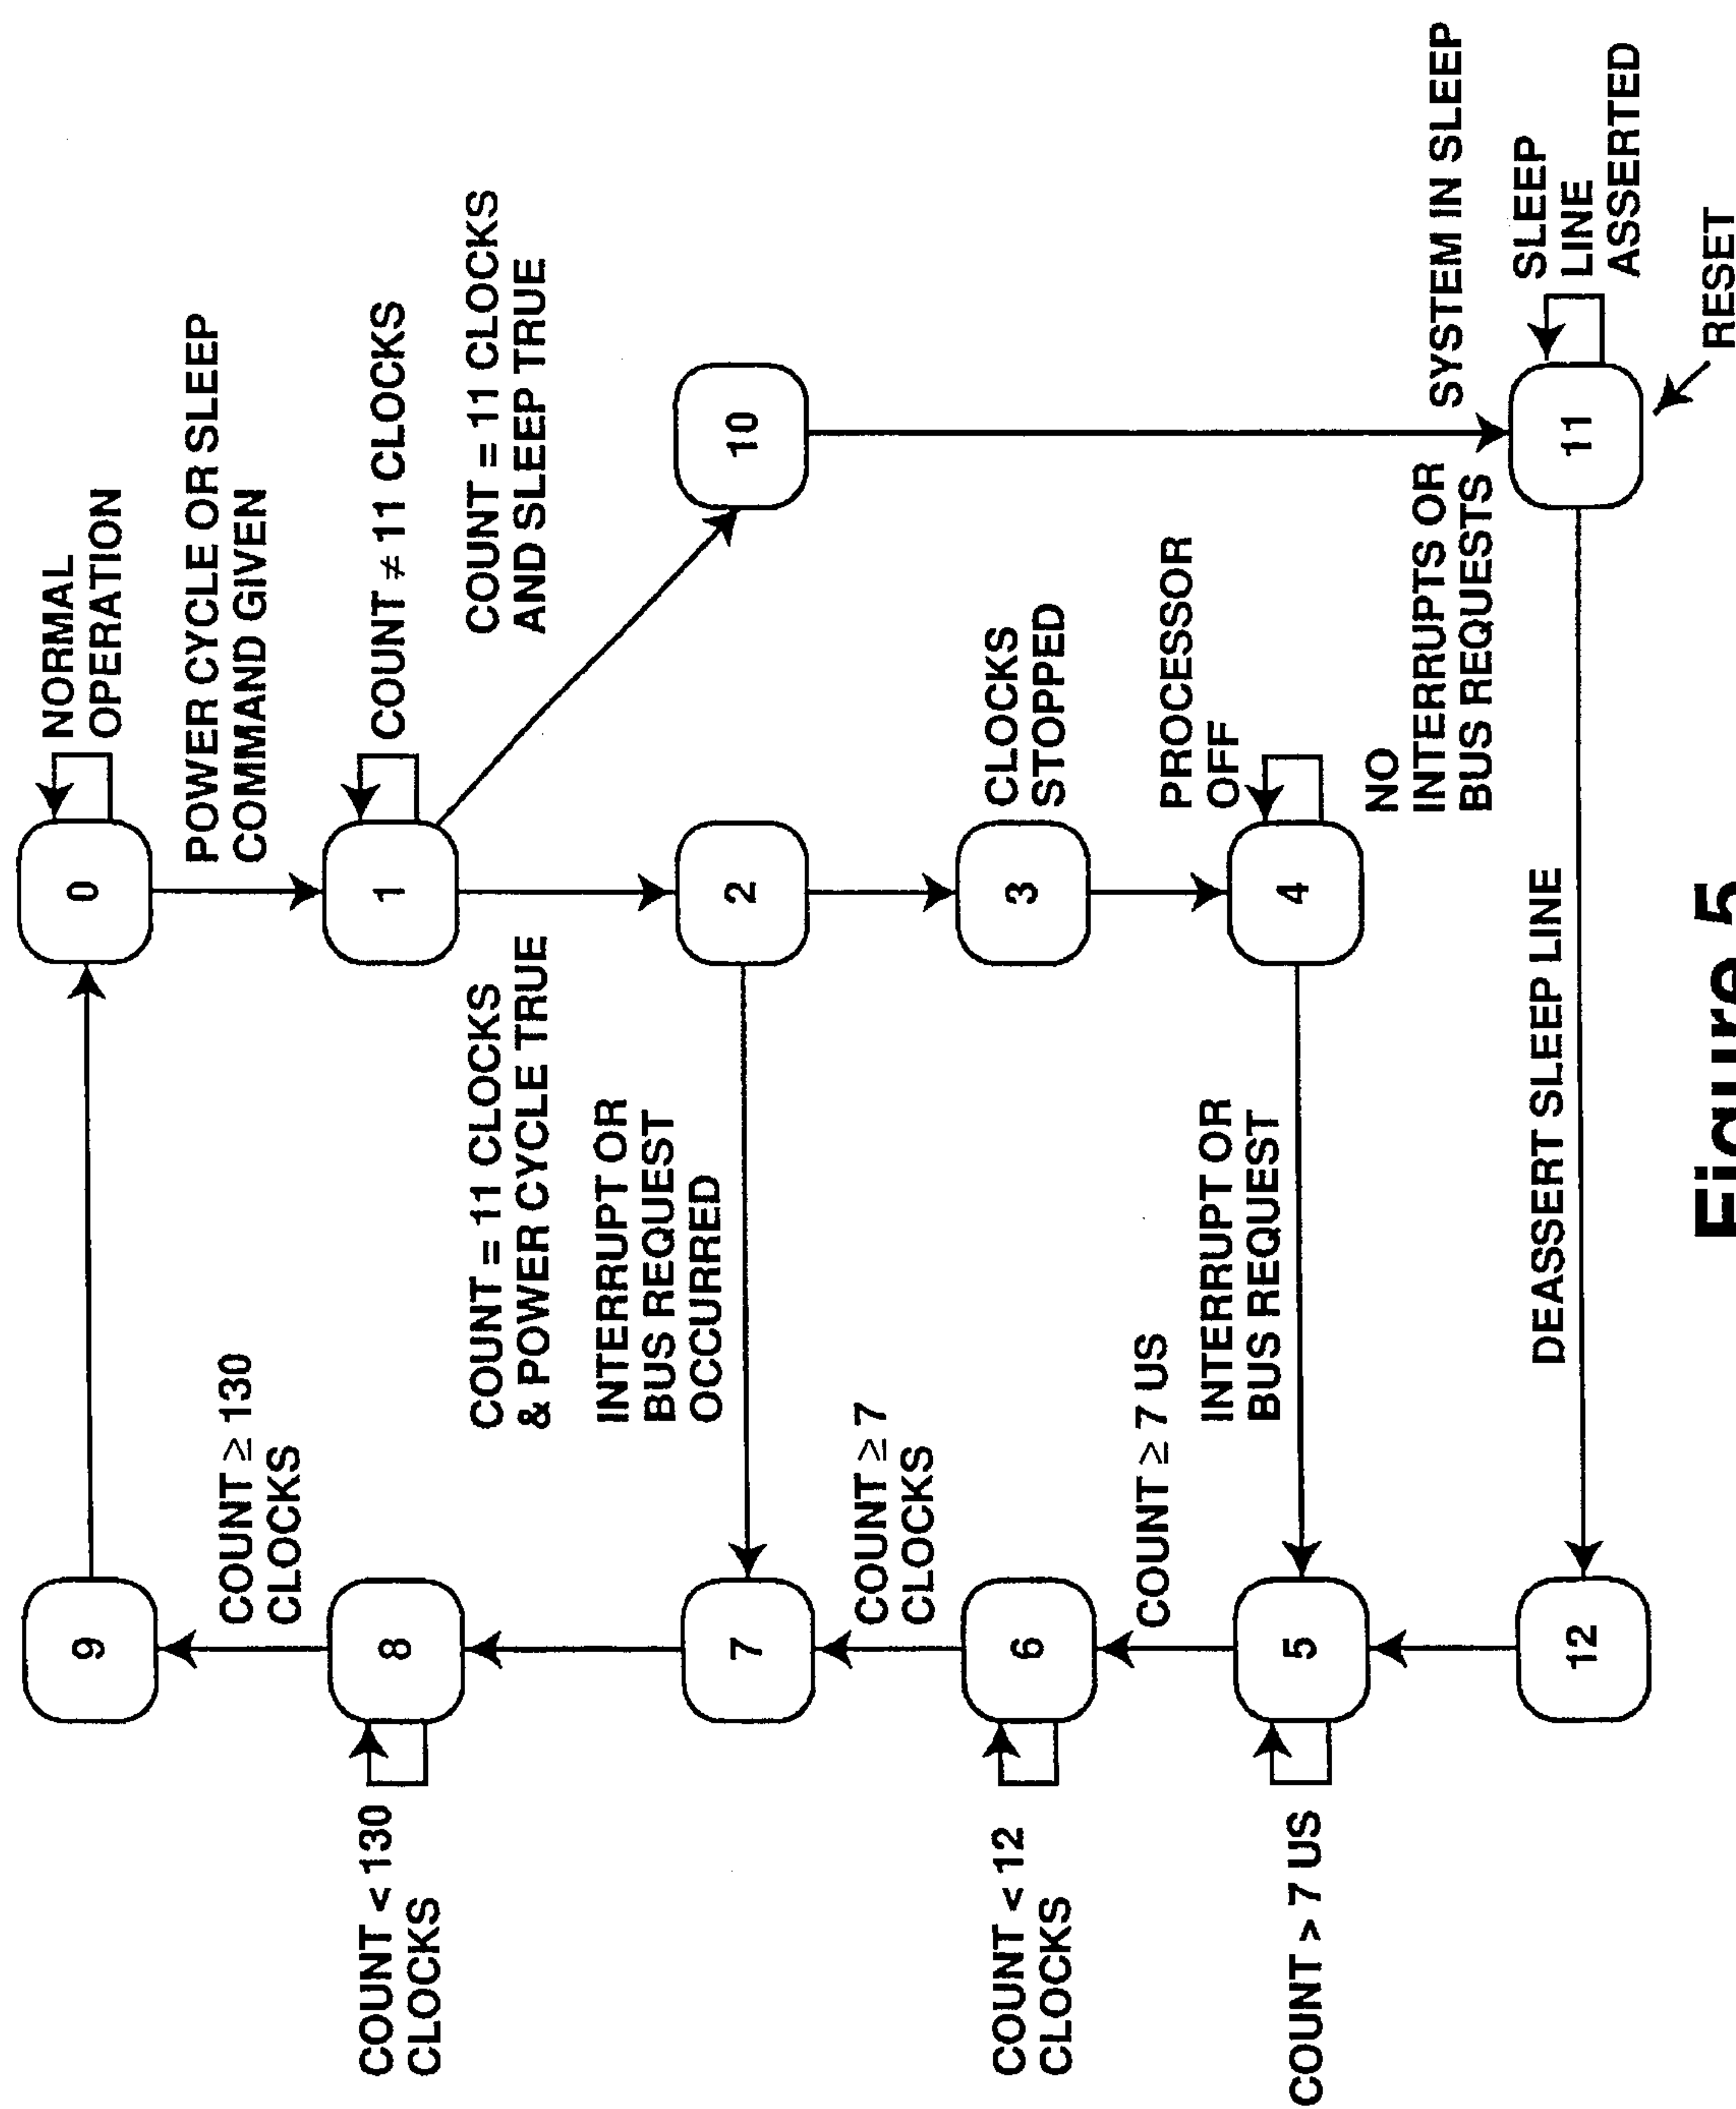 NORMAL
OPERATION
9
0
COUNT ≥ 130
CLOCKS
POWER CYCLE OR SLEEP
COMMAND GIVEN
COUNT < 130
CLOCKS
8
1
COUNT ≠ 11 CLOCKS
COUNT = 11 CLOCKS
& POWER CYCLE TRUE
COUNT = 11 CLOCKS
AND SLEEP TRUE
INTERRUPT OR
BUS REQUEST
OCCURRED
7
2
10
COUNT ≥ 7
CLOCKS
COUNT < 12
CLOCKS
6
3
CLOCKS
STOPPED
COUNT ≥ 7 US
INTERRUPT OR
BUS REQUEST
PROCESSOR
OFF
COUNT > 7 US
5
4
NO
INTERRUPTS OR
BUS REQUESTS
SYSTEM IN SLEEP
DEASSERT SLEEP LINE
12
11
SLEEP
LINE
ASSERTED
RESET
Figure 5